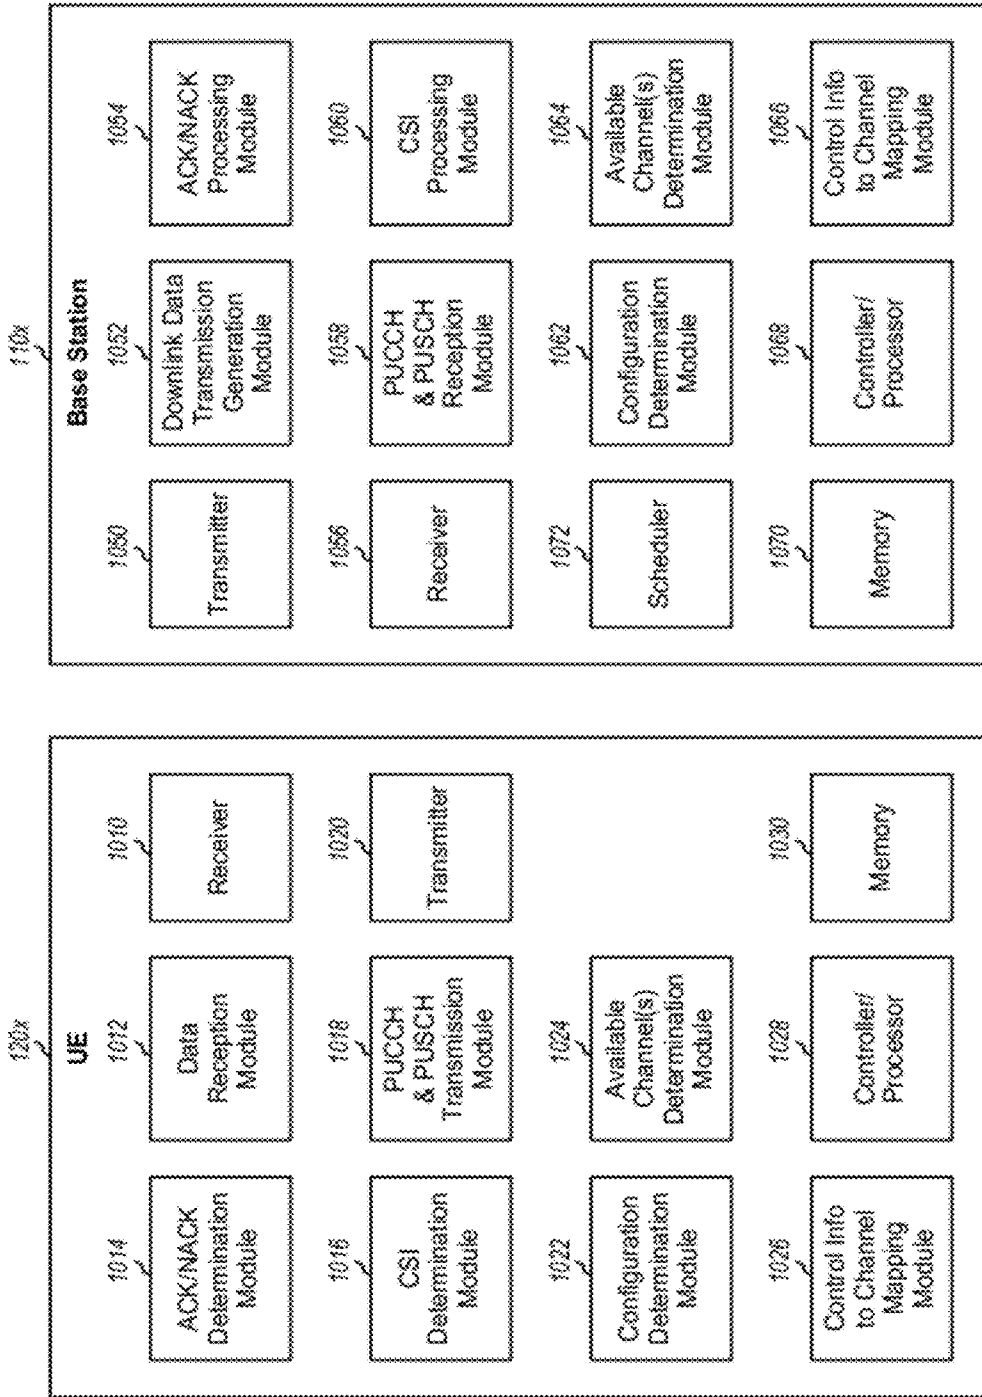 120x
UE
1014
ACK/NACK
Determination
Module
1012
Data
Reception
Module
1010
Receiver
1016
CSI
Determination
Module
1018
PUCCH
& PUSCH
Transmission
Module
1020
Transmitter
1022
Configuration
Determination
Module
1024
Available
Channel(s)
Determination
Module
1026
Control Info
to Channel
Mapping
Module
1028
Controller/
Processor
1030
Memory
110x
Base Station
1050
Transmitter
1052
Downlink Data
Transmission
Generation
Module
1054
ACK/NACK
Processing
Module
1056
Receiver
1058
PUCCH
& PUSCH
Reception
Module
1060
CSI
Processing
Module
1072
Scheduler
1062
Configuration
Determination
Module
1064
Available
Channel(s)
Determination
Module
1070
Memory
1068
Controller/
Processor
1066
Control Info
to Channel
Mapping
Module